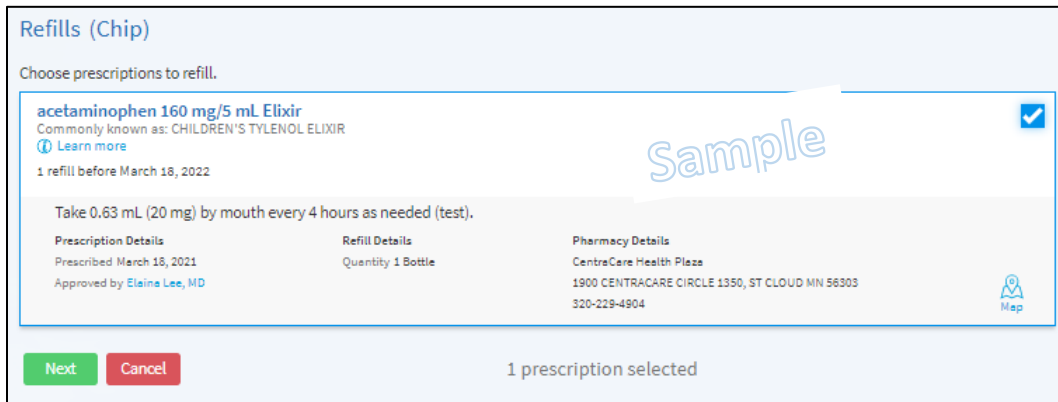 Refills (Chip)
Choose prescriptions to refill.
acetaminophen 160 mg/5 mL Elixir
Commonly known as: CHILDREN'S TYLENOL ELIXIR
Learn more
1 refill before March 18, 2022
Sample
Take 0.63 mL (20 mg) by mouth every 4 hours as needed (test).
Prescription Details
Prescribed March 18, 2021
Approved by Elaina Lee, MD
Refill Details
Quantity 1 Bottle
Pharmacy Details
CentraCare Health Plaza
1900 CENTRACARE CIRCLE 1350, ST CLOUD MN 56303
320-229-4904
Map
Next
Cancel
1 prescription selected